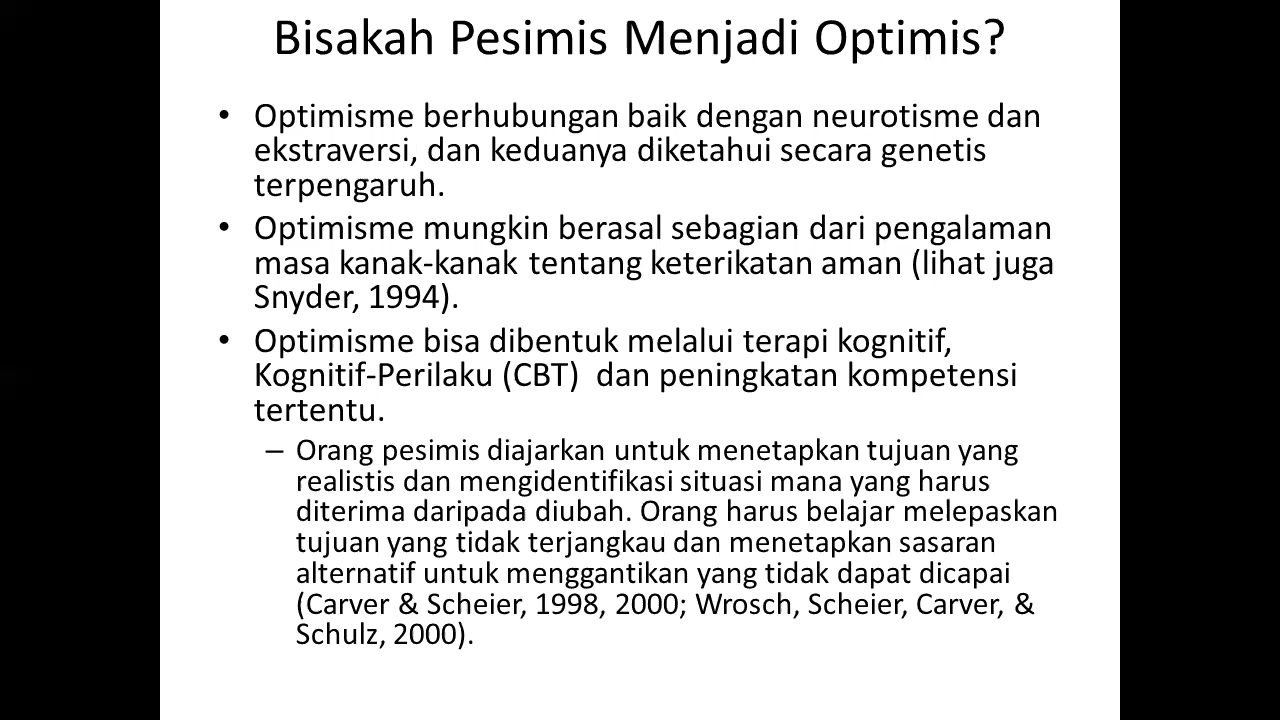 Bisakah Pesimis Menjadi Optimis?
• Optimisme berhubungan baik dengan neurotisme dan
ekstraversi, dan keduanya diketahui secara genetis
terpengaruh.
• Optimisme mungkin berasal sebagian dari pengalaman
masa kanak-kanak tentang keterikatan aman (lihat juga
Snyder, 1994).
• Optimisme bisa dibentuk melalui terapi kognitif,
Kognitif-Perilaku (CBT)  dan peningkatan kompetensi
tertentu.
– Orang pesimis diajarkan untuk menetapkan tujuan yang
realistis dan mengidentifikasi situasi mana yang harus
diterima daripada diubah. Orang harus belajar melepaskan
tujuan yang tidak terjangkau dan menetapkan sasaran
alternatif untuk menggantikan yang tidak dapat dicapai
(Carver & Scheier, 1998, 2000; Wrosch, Scheier, Carver, &
Schulz, 2000).